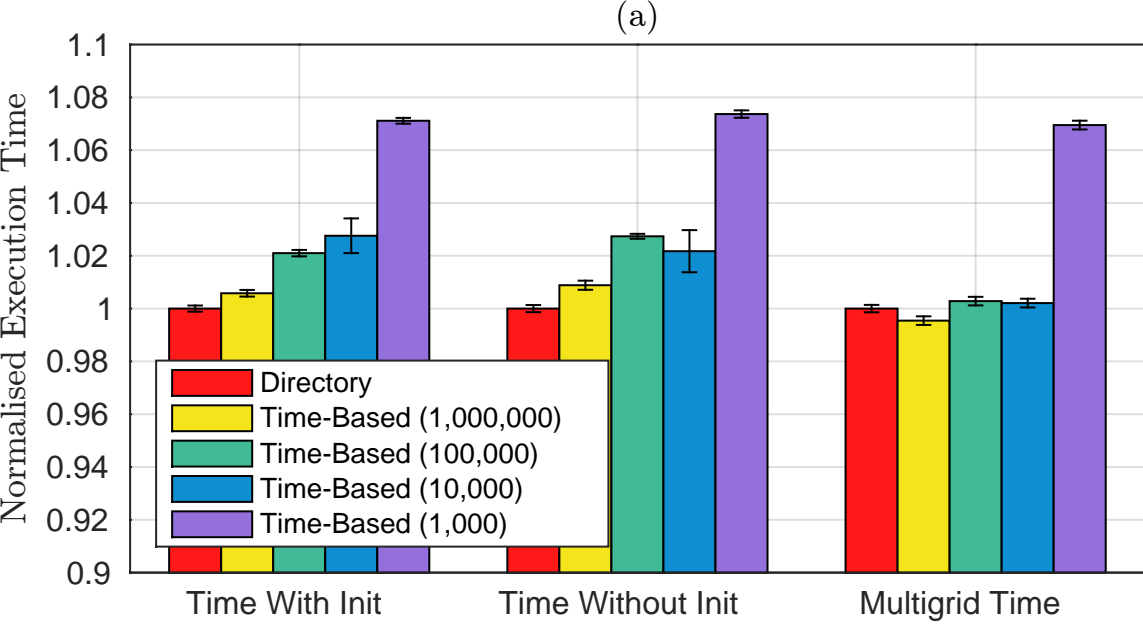 (a)
Normalised Execution Time
1.1
1.08
1.06
1.04
1.02
1
0.98
0.96
0.94
0.92
0.9
Directory
Time-Based (1,000,000)
Time-Based (100,000)
Time-Based (10,000)
Time-Based (1,000)
Time With Init
Time Without Init
Multigrid Time